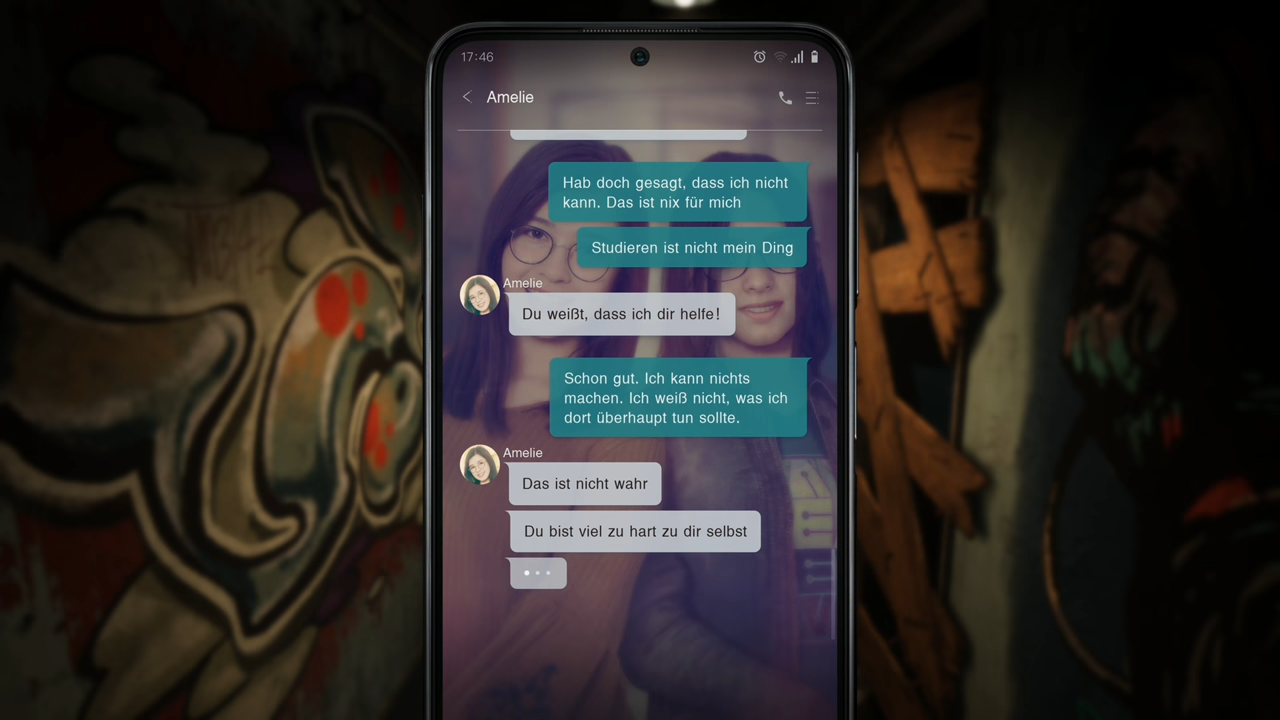 17:46
Amelie
Hab doch gesagt, dass ich nicht
kann. Das ist nix für mich
Studieren ist nicht mein Ding
Amelie
Du weißt, dass ich dir helfe!
Schon gut. Ich kann nichts
machen. Ich weiß nicht, was ich
dort überhaupt tun sollte.
Amelie
Das ist nicht wahr
Du bist viel zu hart zu dir selbst